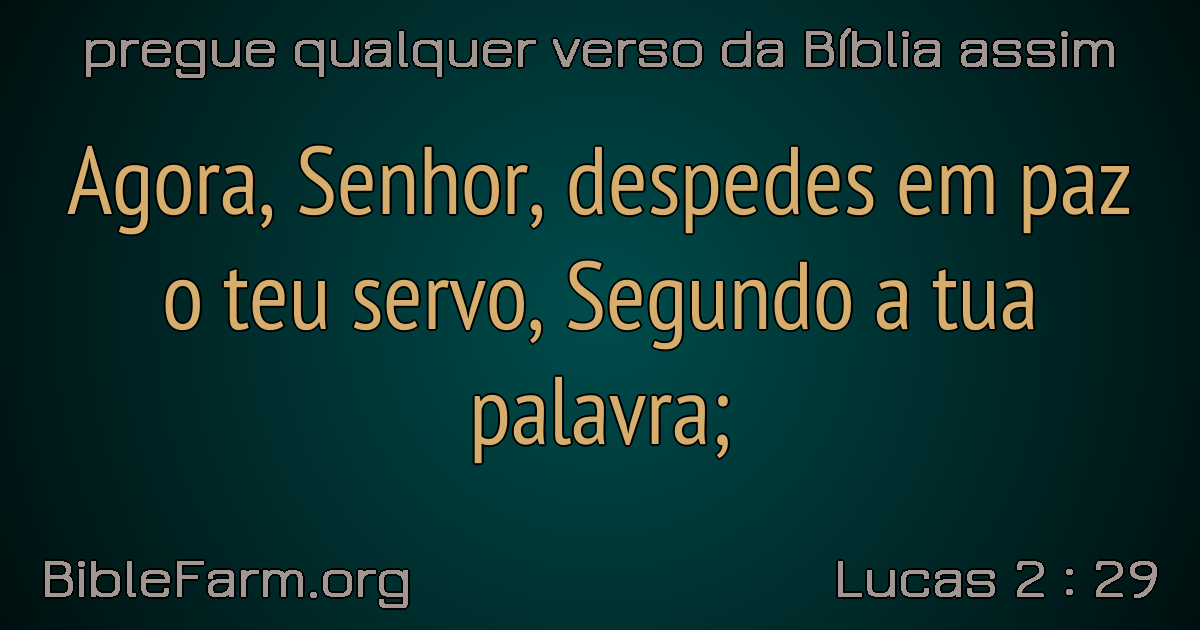 pregue qualquer verso da Bíblia assim
Agora, Senhor, despedes em paz
o teu servo, Segundo a tua
palavra;
BibleFarm.org
Lucas 2 : 29